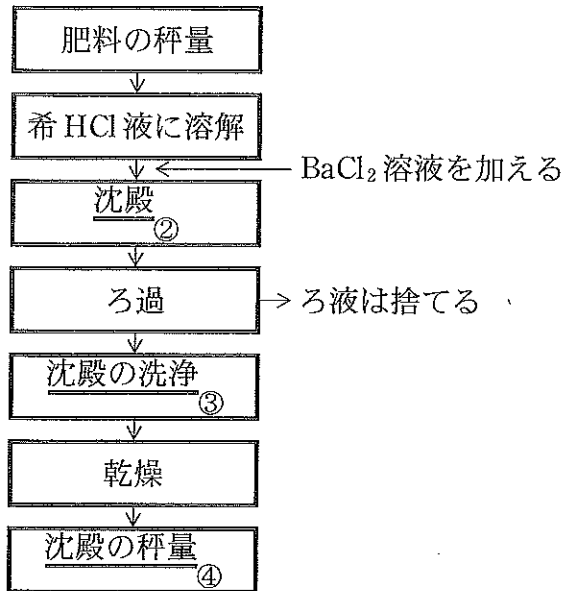 肥料の秤量
希HCl液に溶解
BaCl₂溶液を加える
沈殿
②
ろ過
ろ液は捨てる
沈殿の洗浄
③
乾燥
沈殿の秤量
④